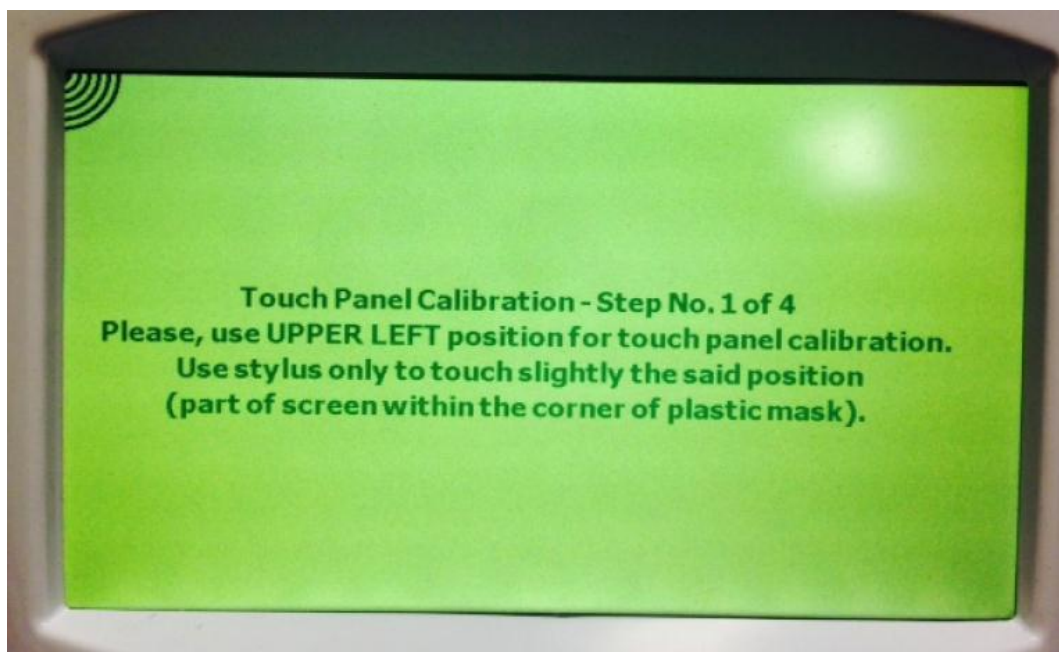 Touch Panel Calibration - Step No. 1 of 4
Please, use UPPER LEFT position for touch panel calibration.
Use stylus only to touch slightly the said position
(part of screen within the corner of plastic mask).